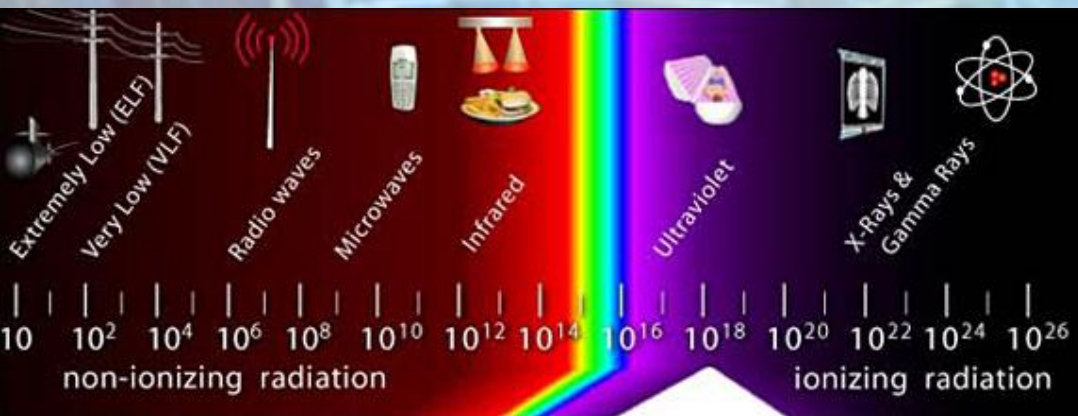 Extremely Low (ELF)
Very Low (VLF)
Radio waves
Microwaves
Infrared
Ultraviolet
X-Rays &
Gamma Rays
10 10² 10⁴ 10⁶ 10⁸ 10¹⁰ 10¹² 10¹⁴ 10¹⁶ 10¹⁸ 10²⁰ 10²² 10²⁴ 10²⁶
non-ionizing radiation ionizing radiation